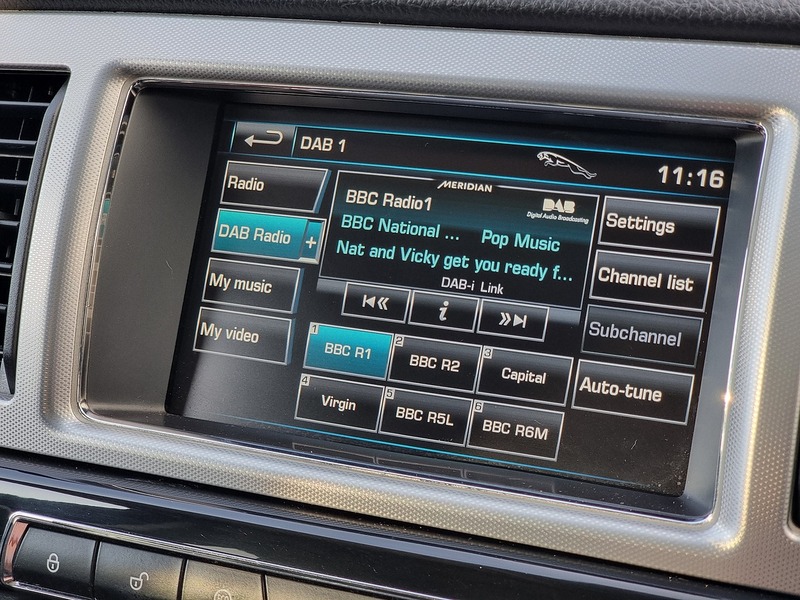 DAB 1
11:16
Radio
DAB Radio +
My music
My video
MERIDIAN
BBC Radio1
DAB
Digital Audio Broadcasting
BBC National ... Pop Music
Nat and Vicky get you ready f...
DAB-i Link
i
Settings
Channel list
Subchannel
Auto-tune
1 BBC R1
2 BBC R2
3 Capital
4 Virgin
5 BBC R5L
6 BBC R6M